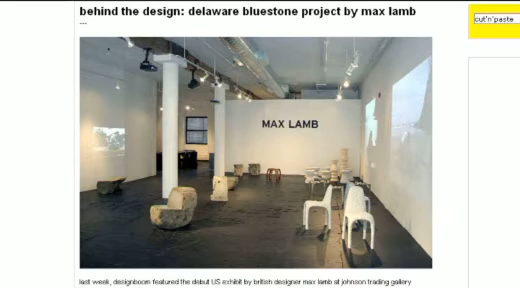 behind the design: delaware bluestone project by max lamb
cut'n'paste
MAX LAMB
last week, designboom featured the debut US exhibit by british designer max lamb at johnson trading gallery